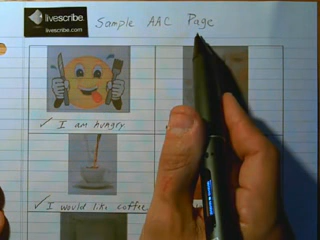 livescribe.
livescribe.com
Sample AAC Page
✓ I am hungry.
✓ I would like coffee